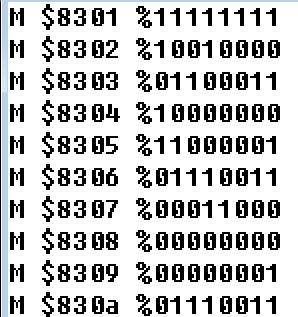 M $8301 %11111111
M $8302 %10010000
M $8303 %01100011
M $8304 %10000000
M $8305 %11000001
M $8306 %01110011
M $8307 %00011000
M $8308 %00000000
M $8309 %00000001
M $830a %01110011